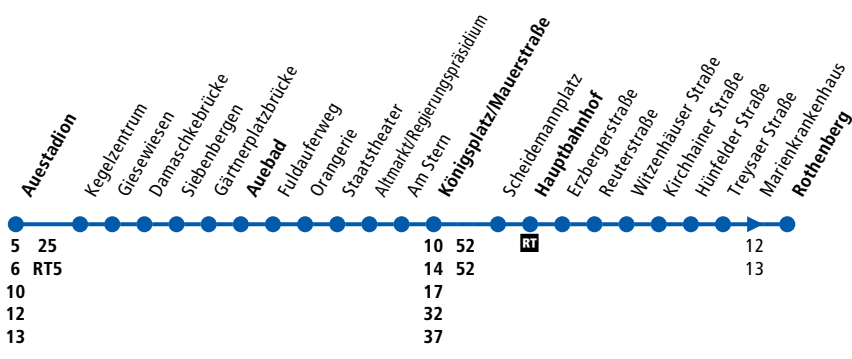 Auestadion
Kegelzentrum
Giesewiesen
Damaschkebrücke
Siebenbergen
Gärtnerplatzbrücke
Auebad
Fuldauferweg
Orangerie
Staatstheater
Altmarkt/Regierungspräsidium
Am Stern
Königsplatz/Mauerstraße
Scheidemannplatz
Hauptbahnhof
Erzbergerstraße
Reuterstraße
Witzenhäuser Straße
Kirchhainer Straße
Hünfelder Straße
Treysaer Straße
Marienkrankenhaus
Rothenberg
5 25 10 52 RT 12
6 RT5 14 52 13
10 17
12 32
13 37